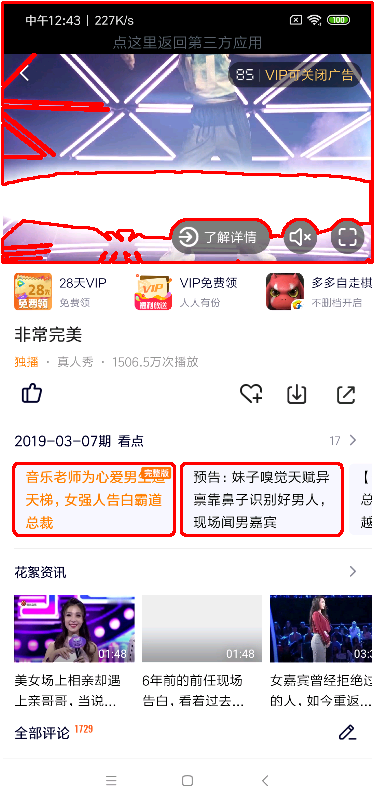 中午12:43 | 227K/s 100
点这里返回第三方应用
85 | VIP可关闭广告
了解详情
28天 免费领 28天VIP 免费领
VIP 福利放送 VIP免费领 人人有份
多多自走棋 不删档开启
非常完美
独播 · 真人秀 · 1506.5万次播放
2019-03-07期 看点 17
完整版
音乐老师为心爱男生造
天梯，女强人告白霸道
总裁
预告：妹子嗅觉天赋异
禀靠鼻子识别好男人，
现场闻男嘉宾
【
总
越
花絮资讯
01:48
01:48
03:3
美女场上相亲却遇
上亲哥哥，当说...
6年前的前任现场
告白，看着过去...
女嘉宾曾经拒绝过
的人，如今重返...
全部评论 1729